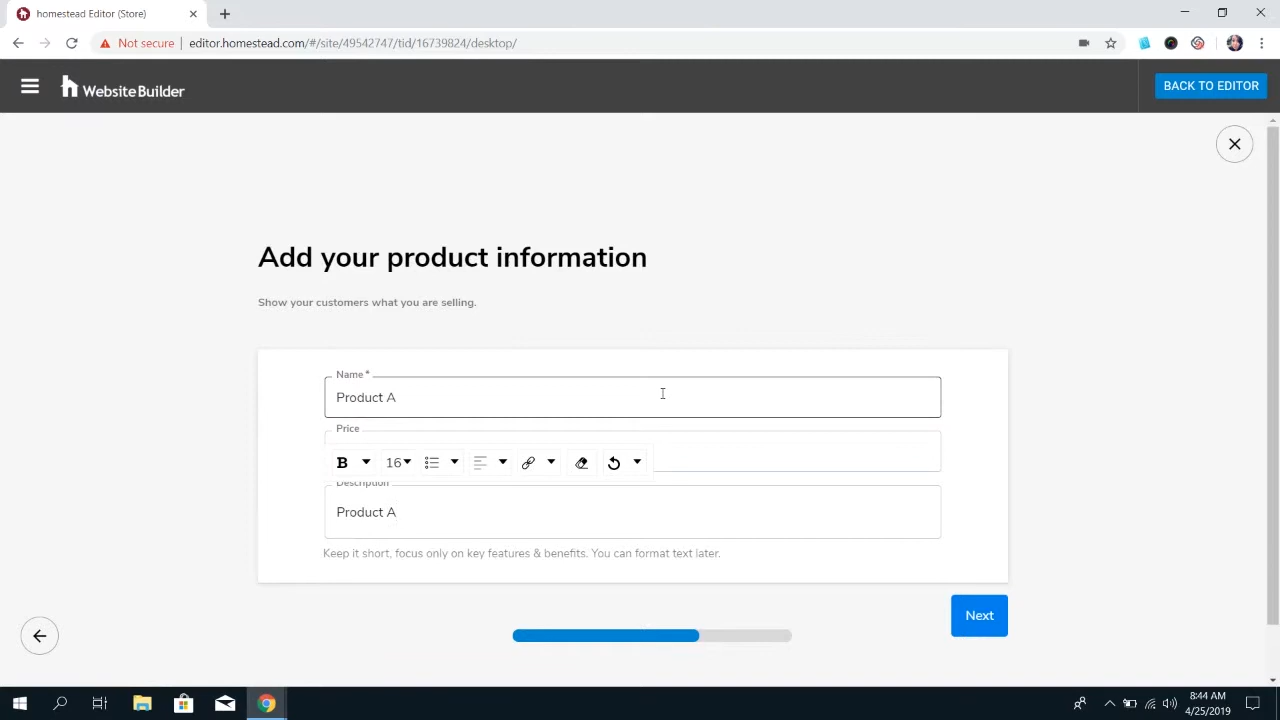 homestead Editor (Store)
Not secure
editor.homestead.com/#/site/49542747/tid/16739824/desktop/
WebsiteBuilder
BACK TO EDITOR
Add your product information
Show your customers what you are selling.
Name *
Product A
Price
B
16
Description
Product A
Keep it short, focus only on key features & benefits. You can format text later.
Next
8:44 AM
4/25/2019